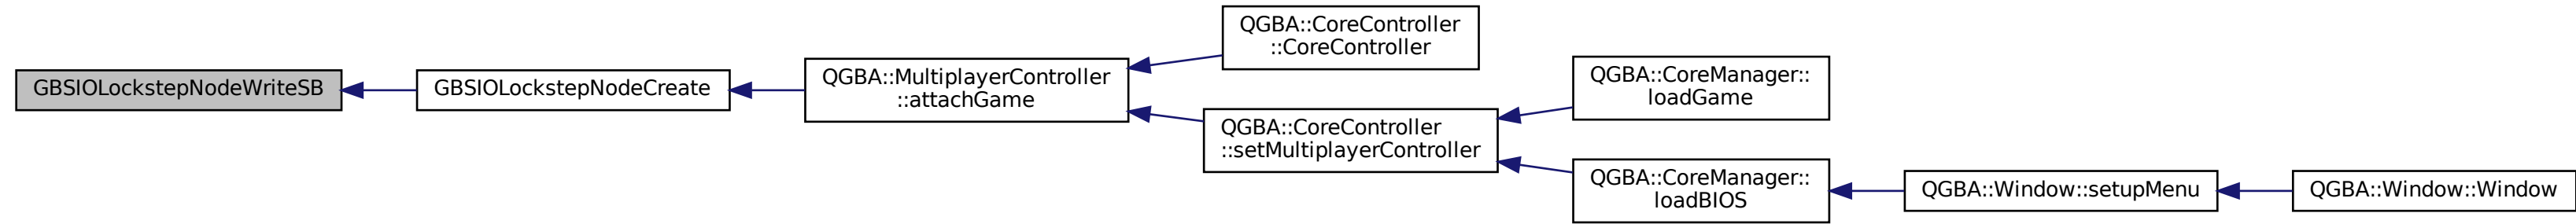 GBSIOLockstepNodeWriteSB
GBSIOLockstepNodeCreate
QGBA::MultiplayerController
::attachGame
QGBA::CoreController
::CoreController
QGBA::CoreController
::setMultiplayerController
QGBA::CoreManager::
loadGame
QGBA::CoreManager::
loadBIOS
QGBA::Window::setupMenu
QGBA::Window::Window